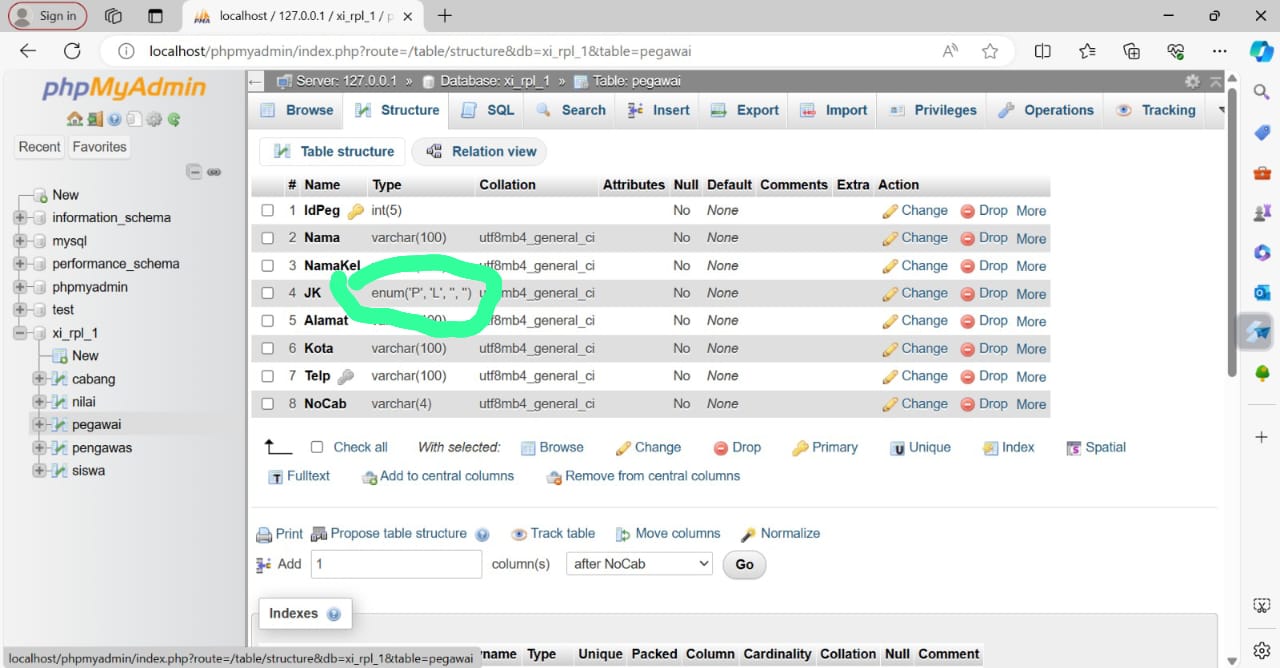 Sign in
localhost / 127.0.0.1 / xi_rpl_1 / p
localhost/phpmyadmin/index.php?route=/table/structure&db=xi_rpl_1&table=pegawai
phpMyAdmin
Recent Favorites
New
information_schema
mysql
performance_schema
phpmyadmin
test
xi_rpl_1
New
cabang
nilai
pegawai
pengawas
siswa
Server: 127.0.0.1 » Database: xi_rpl_1 » Table: pegawai
Browse Structure SQL Search Insert Export Import Privileges Operations Tracking
Table structure Relation view
# Name Type Collation Attributes Null Default Comments Extra Action
1 IdPeg int(5) No None Change Drop More
2 Nama varchar(100) utf8mb4_general_ci No None Change Drop More
3 NamaKel utf8mb4_general_ci No None Change Drop More
4 JK enum('P', 'L', '', '') utf8mb4_general_ci No None Change Drop More
5 Alamat utf8mb4_general_ci No None Change Drop More
6 Kota varchar(100) utf8mb4_general_ci No None Change Drop More
7 Telp varchar(100) utf8mb4_general_ci No None Change Drop More
8 NoCab varchar(4) utf8mb4_general_ci No None Change Drop More
Check all With selected: Browse Change Drop Primary Unique Index Spatial
Fulltext Add to central columns Remove from central columns
Print Propose table structure Track table Move columns Normalize
Add 1 column(s) after NoCab Go
Indexes
Type Unique Packed Column Cardinality Collation Null Comment
localhost/phpmyadmin/index.php?route=/table/structure&db=xi_rpl_1&table=pegawai